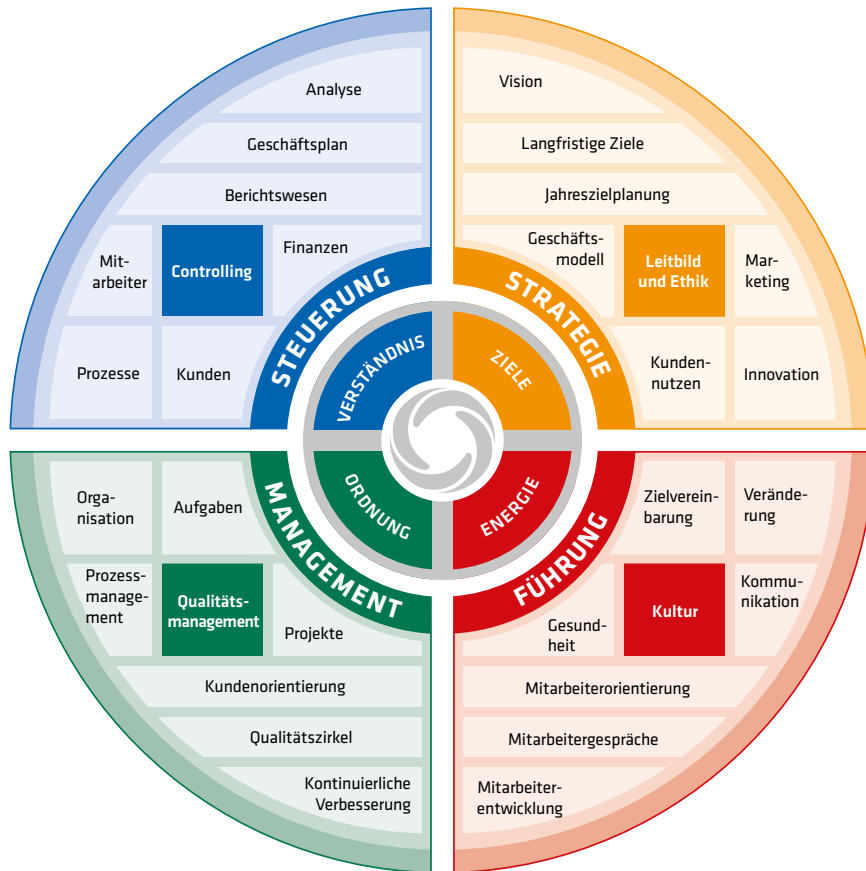 Analyse
Geschäftsplan
Berichtswesen
Mit-
arbeiter
Controlling
Finanzen
Prozesse
Kunden
STEUERUNG
VERSTÄNDNIS
Vision
Langfristige Ziele
Jahreszielplanung
Geschäfts-
modell
Leitbild
und Ethik
Mar-
keting
Kunden-
nutzen
Innovation
STRATEGIE
ZIELE
Orga-
nisation
Aufgaben
Prozess-
manage-
ment
Qualitäts-
management
Projekte
Kundenorientierung
Qualitätszirkel
Kontinuierliche
Verbesserung
MANAGEMENT
ORDNUNG
Zielverein-
barung
Verände-
rung
Gesund-
heit
Kultur
Kommu-
nikation
Mitarbeiterorientierung
Mitarbeitergespräche
Mitarbeiter-
entwicklung
FÜHRUNG
ENERGIE